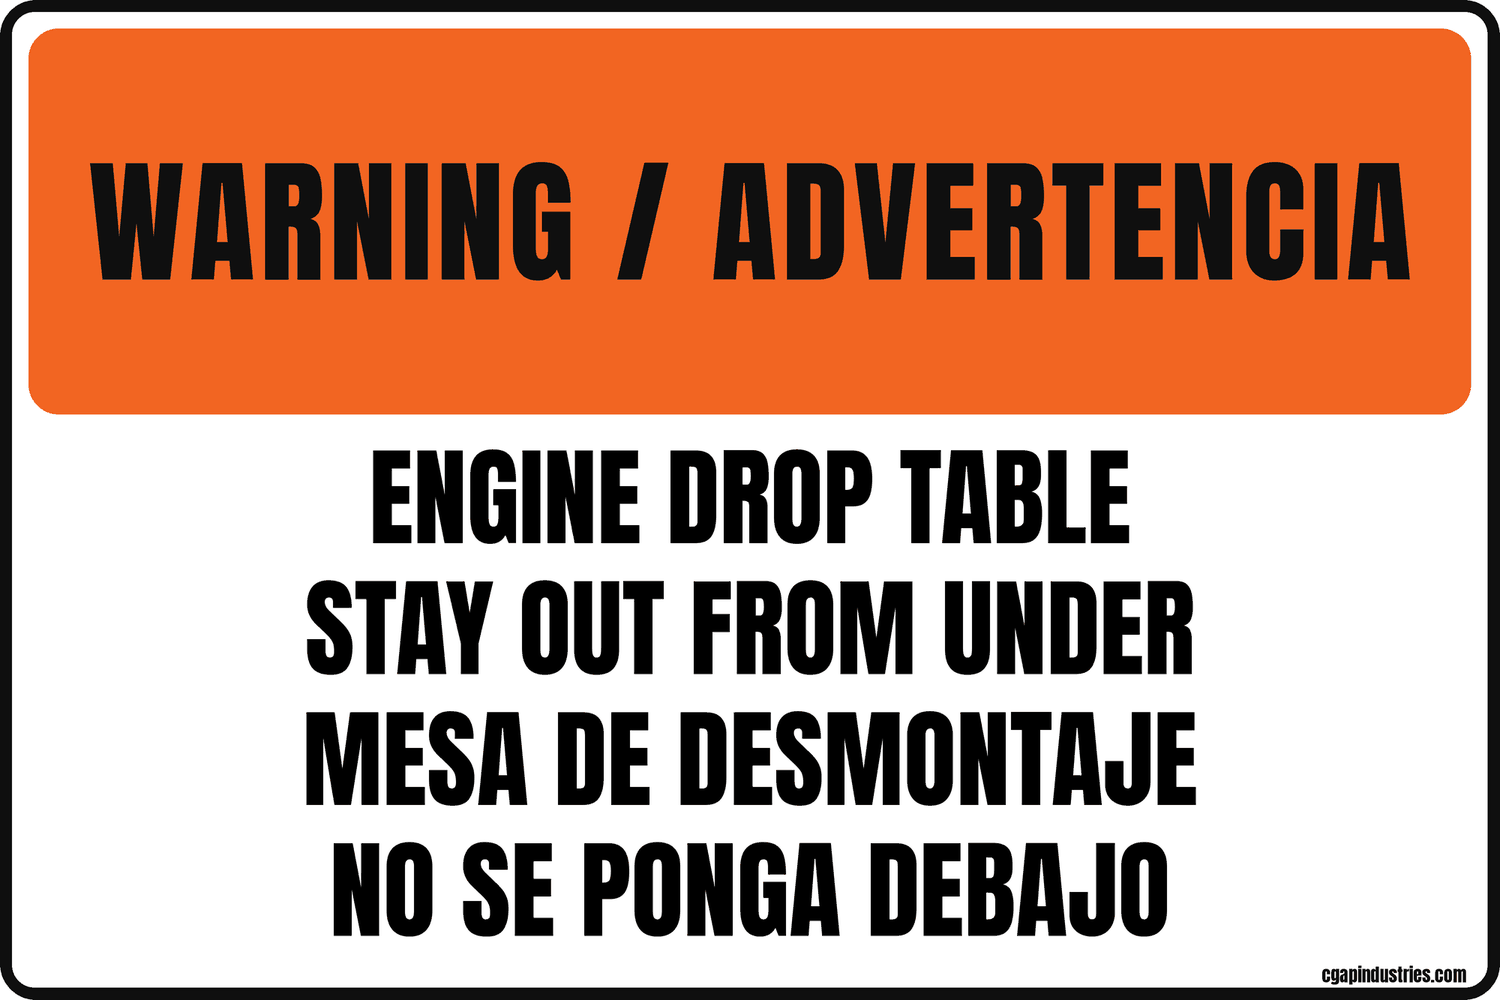 WARNING / ADVERTENCIA
ENGINE DROP TABLE
STAY OUT FROM UNDER
MESA DE DESMONTAJE
NO SE PONGA DEBAJO
cgapindustries.com